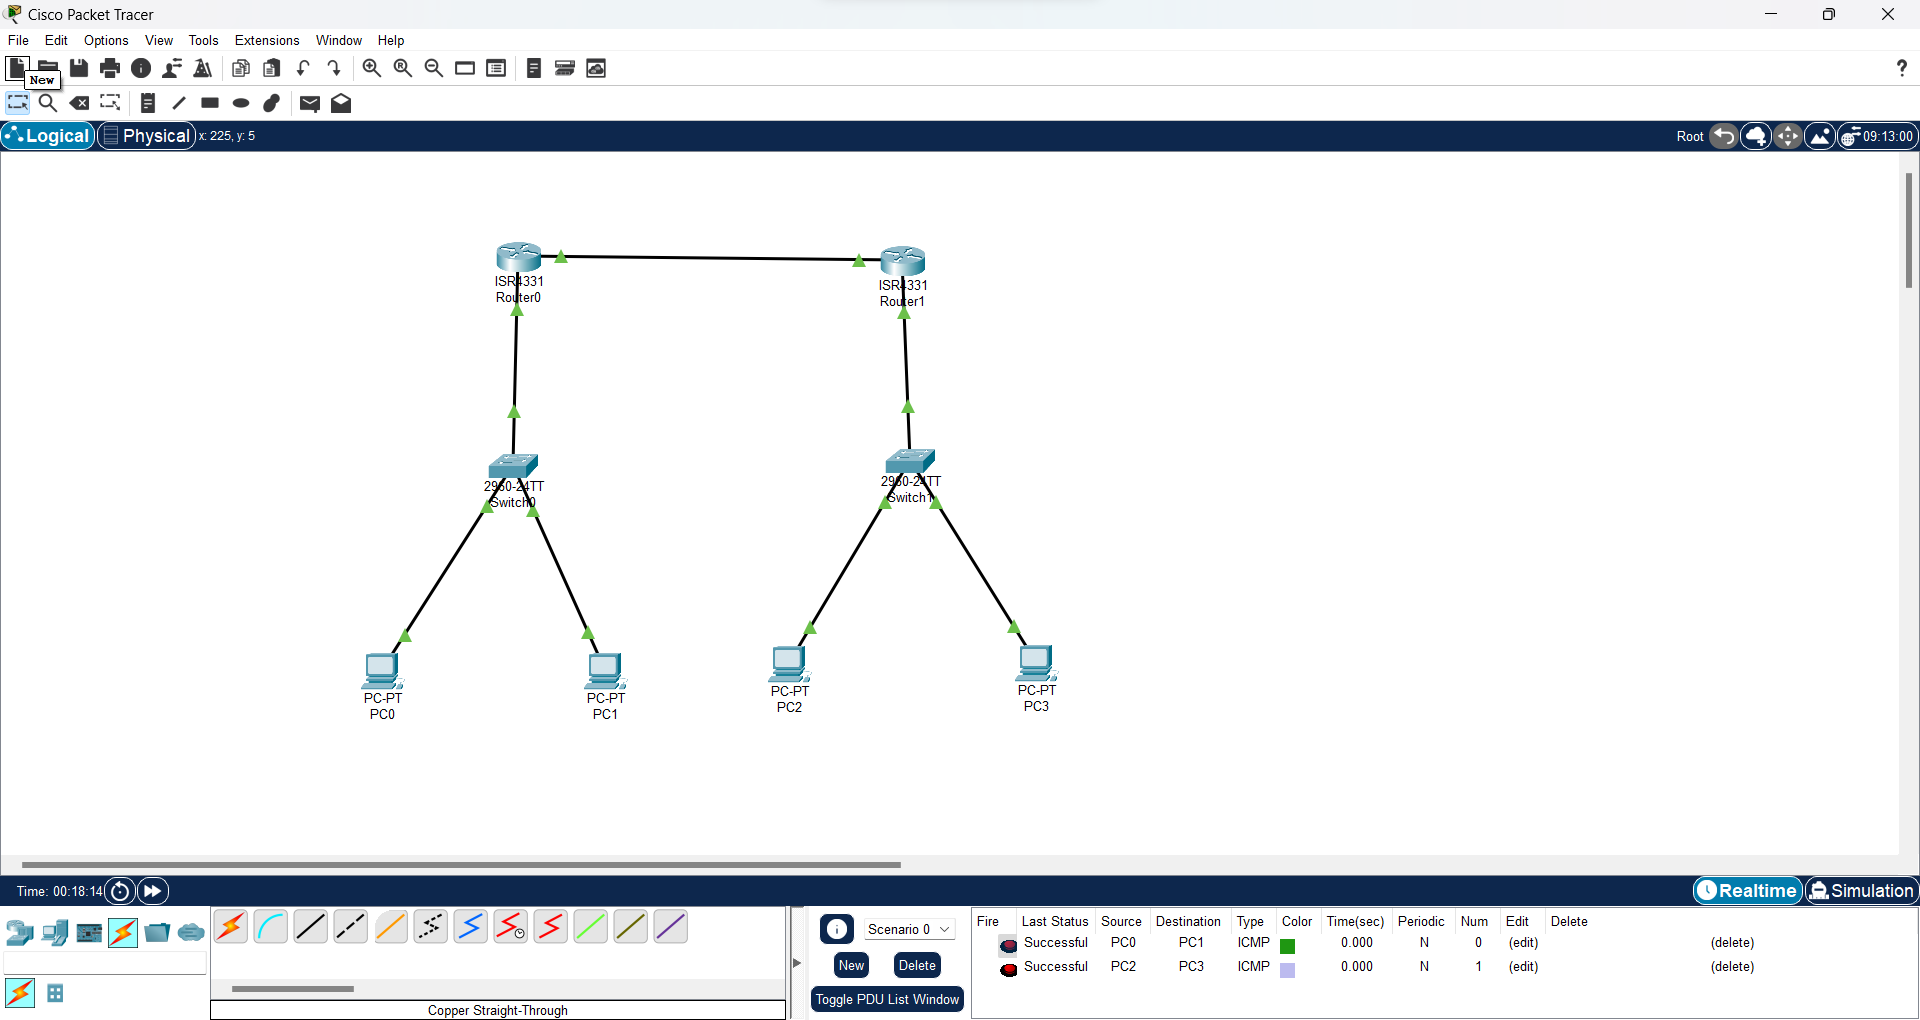 Cisco Packet Tracer
File Edit Options View Tools Extensions Window Help
New
?
Logical Physical x: 225, y: 5 Root 09:13:00
ISR4331
Router0
ISR4331
Router1
2960-24TT
Switch0
2960-24TT
Switch1
PC-PT
PC0
PC-PT
PC1
PC-PT
PC2
PC-PT
PC3
Time: 00:18:14 Realtime Simulation
Scenario 0
New Delete
Toggle PDU List Window
Fire Last Status Source Destination Type Color Time(sec) Periodic Num Edit Delete
Successful PC0 PC1 ICMP 0.000 N 0 (edit) (delete)
Successful PC2 PC3 ICMP 0.000 N 1 (edit) (delete)
Copper Straight-Through